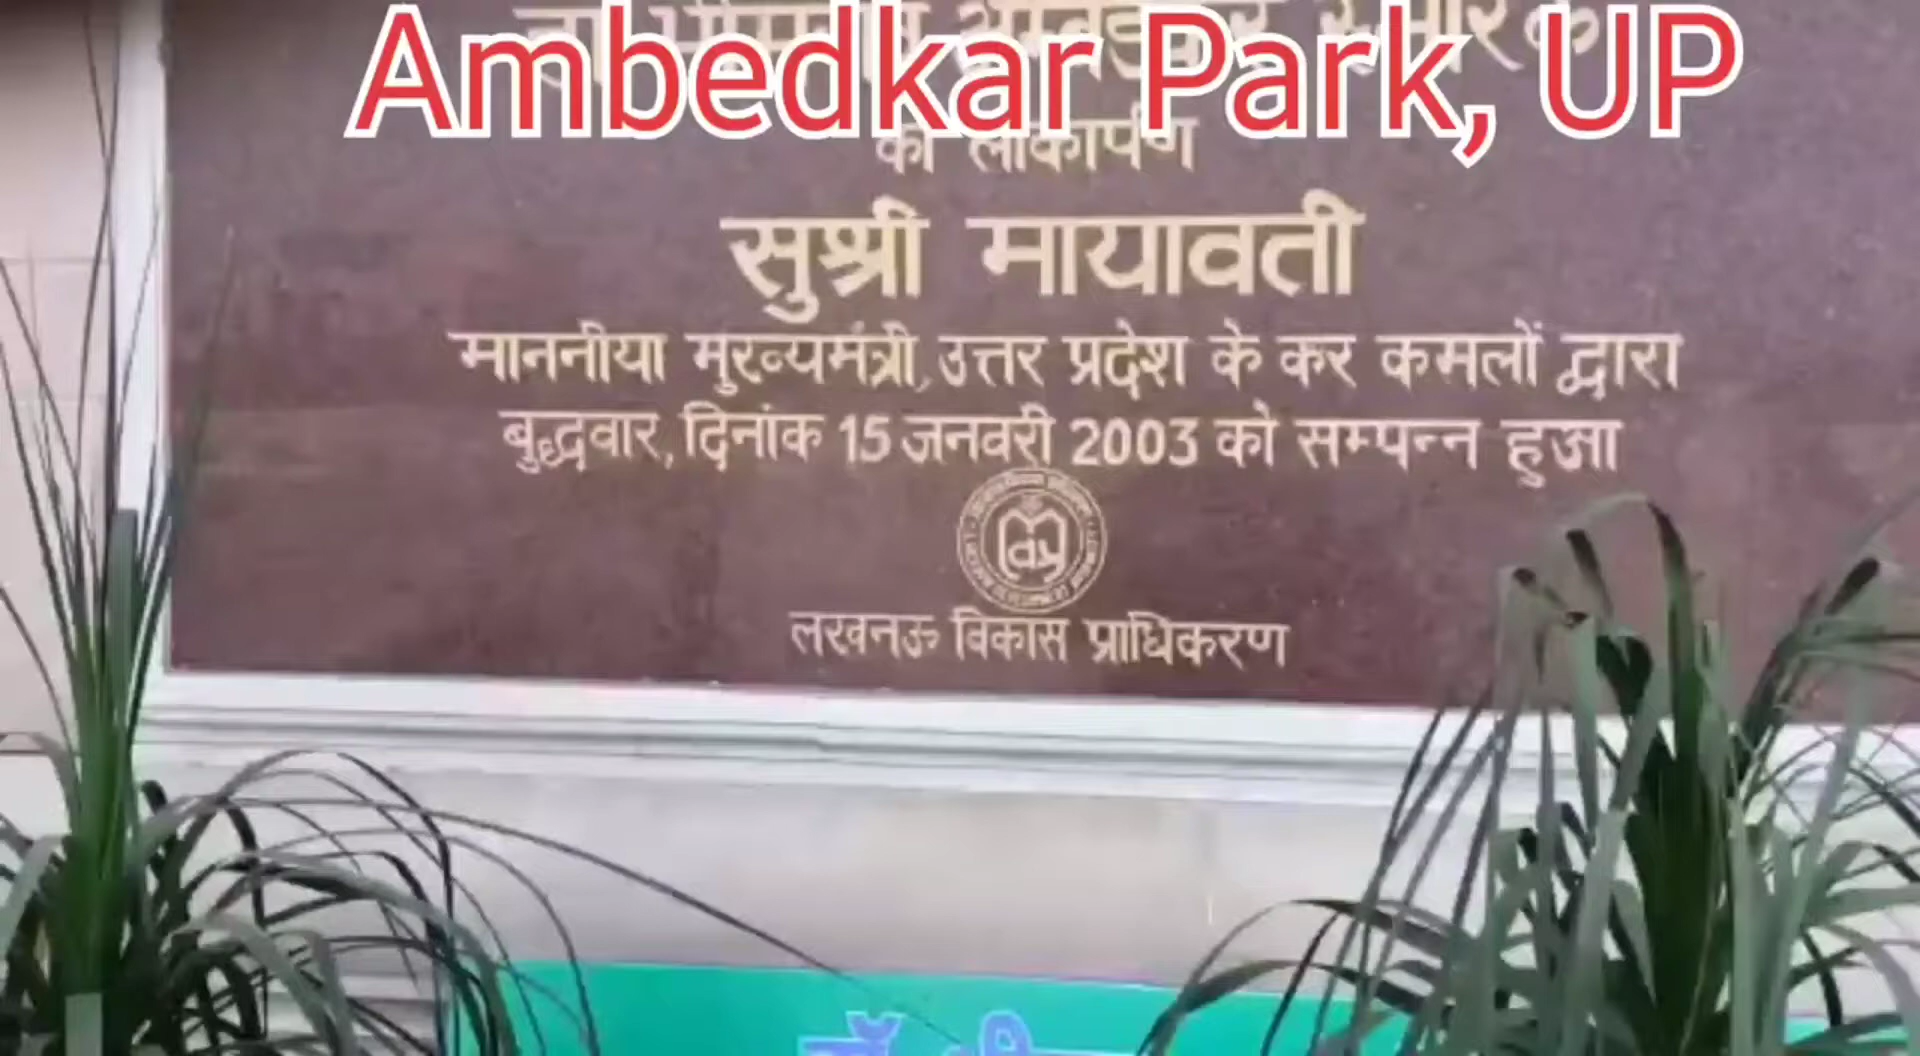 Ambedkar Park, UP
का लोकार्पण
सुश्री मायावती
माननीया मुख्यमंत्री, उत्तर प्रदेश के कर कमलों द्वारा
बुद्धवार, दिनांक 15 जनवरी 2003 को सम्पन्न हुआ
लखनऊ विकास प्राधिकरण